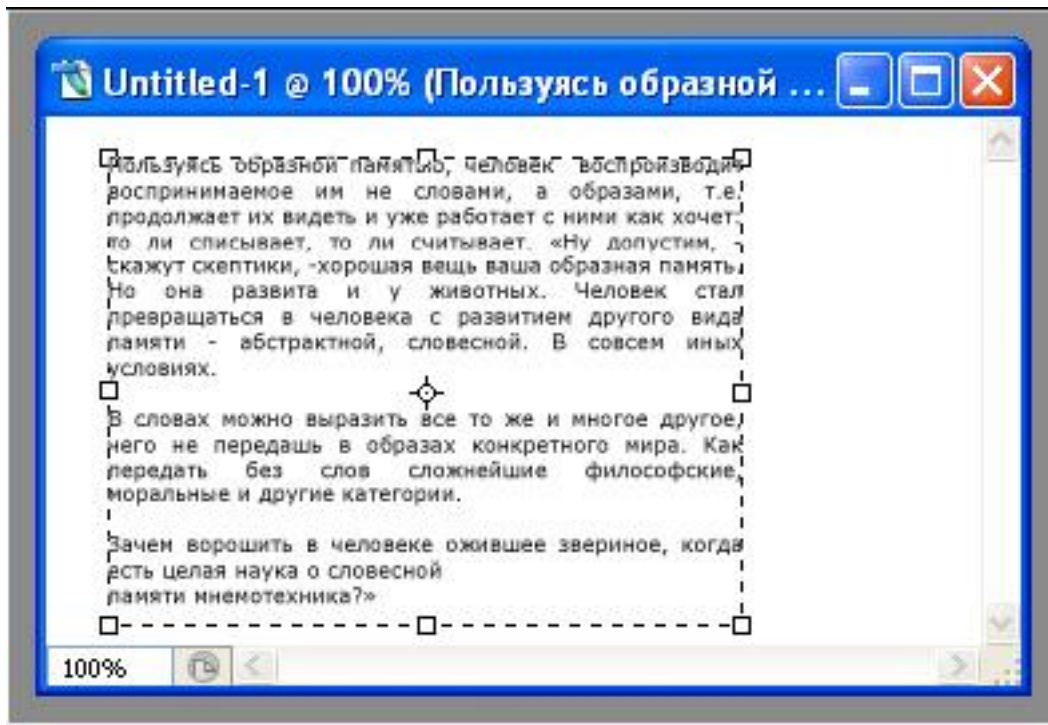 Untitled-1 @ 100% (Пользуясь образной ...
Пользуясь образной памятью, человек воспроизводит
воспринимаемое им не словами, а образами, т.е.
продолжает их видеть и уже работает с ними как хочет:
то ли списывает, то ли считывает. «Ну допустим, -
скажут скептики, -хорошая вещь ваша образная память.
Но она развита и у животных. Человек стал
превращаться в человека с развитием другого вида
памяти - абстрактной, словесной. В совсем иных
условиях.
В словах можно выразить все то же и многое другое,
чего не передашь в образах конкретного мира. Как
передать без слов сложнейшие философские,
моральные и другие категории.
Зачем ворошить в человеке ожившее звериное, когда
есть целая наука о словесной
памяти мнемотехника?»
100%